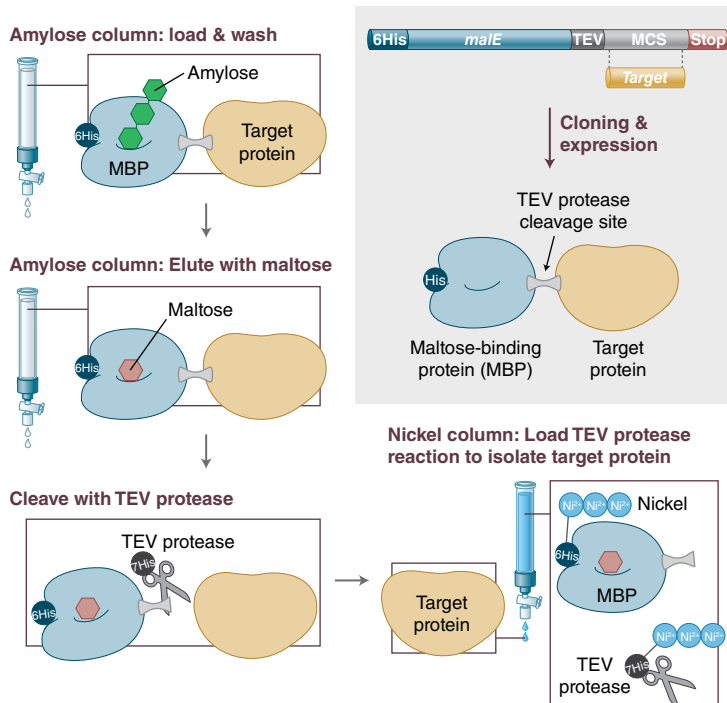 Amylose column: load & wash
Amylose
6His
MBP
Target
protein
Amylose column: Elute with maltose
Maltose
6His
Cleave with TEV protease
TEV protease
7His
6His
6His
malE
TEV
MCS
Stop
Target
Cloning &
expression
TEV protease
cleavage site
His
Maltose-binding
protein (MBP)
Target
protein
Nickel column: Load TEV protease
reaction to isolate target protein
Target
protein
Ni2+ Ni2+ Ni2+
Nickel
6His
MBP
Ni2+ Ni2+ Ni2+
7His
TEV
protease